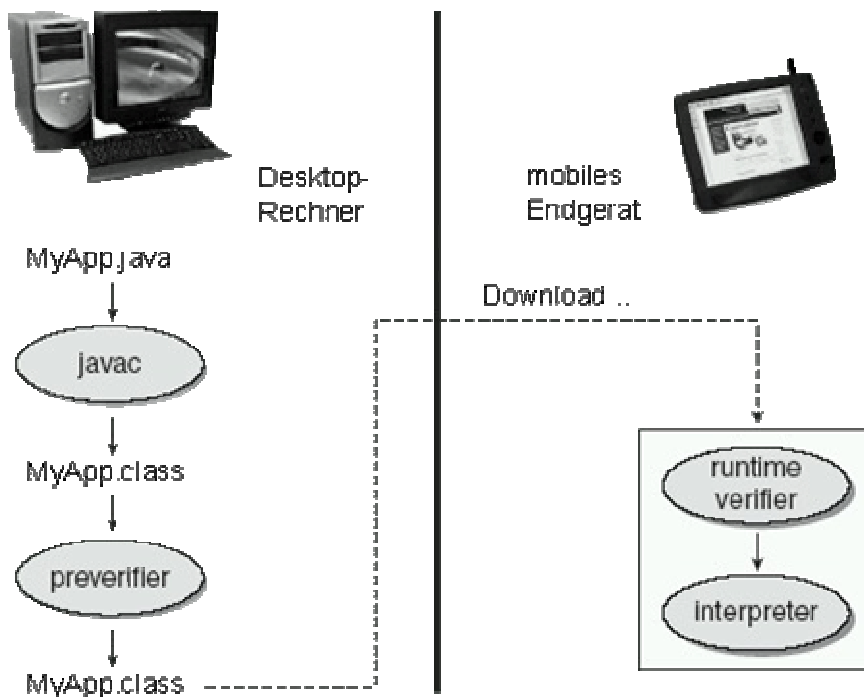 Desktop-
Rechner
mobiles
Endgerat
MyApp.java
Download ..
javac
MyApp.class
runtime
verifier
preverifier
interpreter
MyApp.class